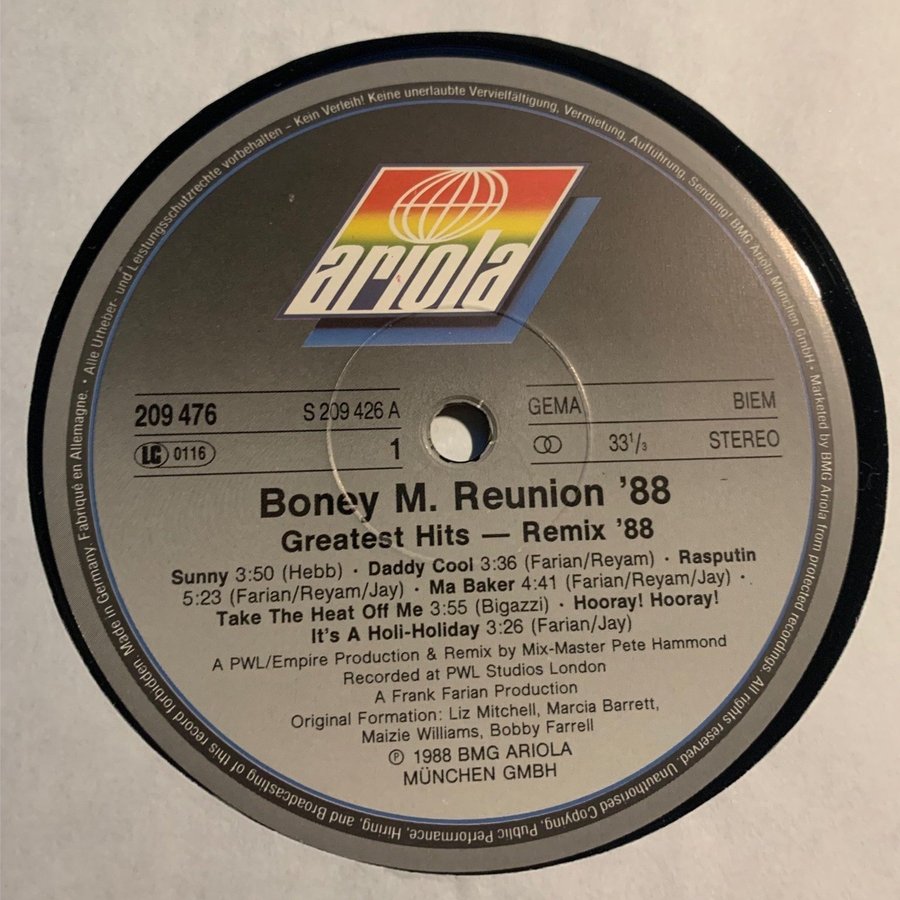 Alle Urheber- und Leistungsschutzrechte vorbehalten – Kein Verleih! Keine unerlaubte Vervielfältigung, Vermietung, Aufführung, Sendung! BMG Ariola München GmbH • Marketed by BMG Ariola from protected recordings. All rights reserved. Unauthorised Copying, Public Performance, Hiring, and Broadcasting of this record forbidden. Made in Germany. Fabriqué en Allemagne. •
ariola
209 476 S 209 426 A GEMA BIEM
LC 0116 1 33 1/3 STEREO
Boney M. Reunion '88
Greatest Hits — Remix '88
Sunny 3:50 (Hebb) · Daddy Cool 3:36 (Farian/Reyam) · Rasputin
5:23 (Farian/Reyam/Jay) · Ma Baker 4:41 (Farian/Reyam/Jay) ·
Take The Heat Off Me 3:55 (Bigazzi) · Hooray! Hooray!
It's A Holi-Holiday 3:26 (Farian/Jay)
A PWL/Empire Production & Remix by Mix-Master Pete Hammond
Recorded at PWL Studios London
A Frank Farian Production
Original Formation: Liz Mitchell, Marcia Barrett,
Maizie Williams, Bobby Farrell
℗ 1988 BMG ARIOLA
MÜNCHEN GMBH